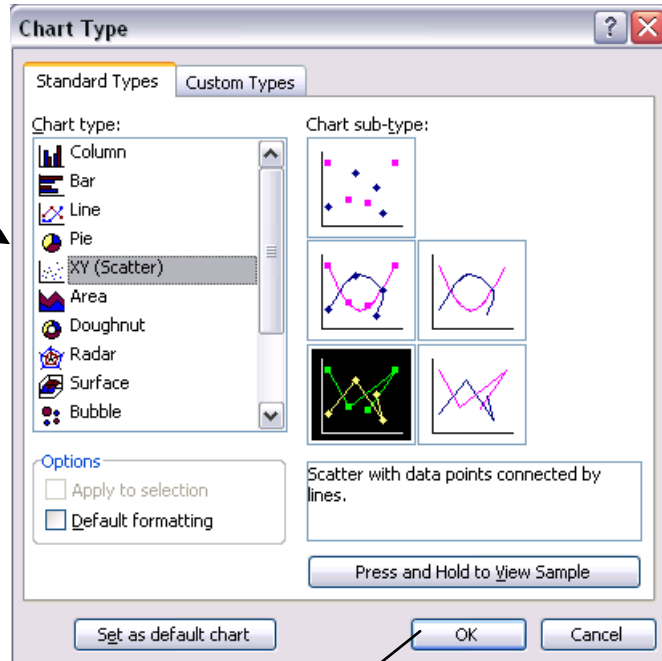 Chart Type
Standard Types
Custom Types
Chart type:
Chart sub-type:
Column
Bar
Line
Pie
XY (Scatter)
Area
Doughnut
Radar
Surface
Bubble
Options
Apply to selection
Default formatting
Scatter with data points connected by
lines.
Press and Hold to View Sample
Set as default chart
OK
Cancel